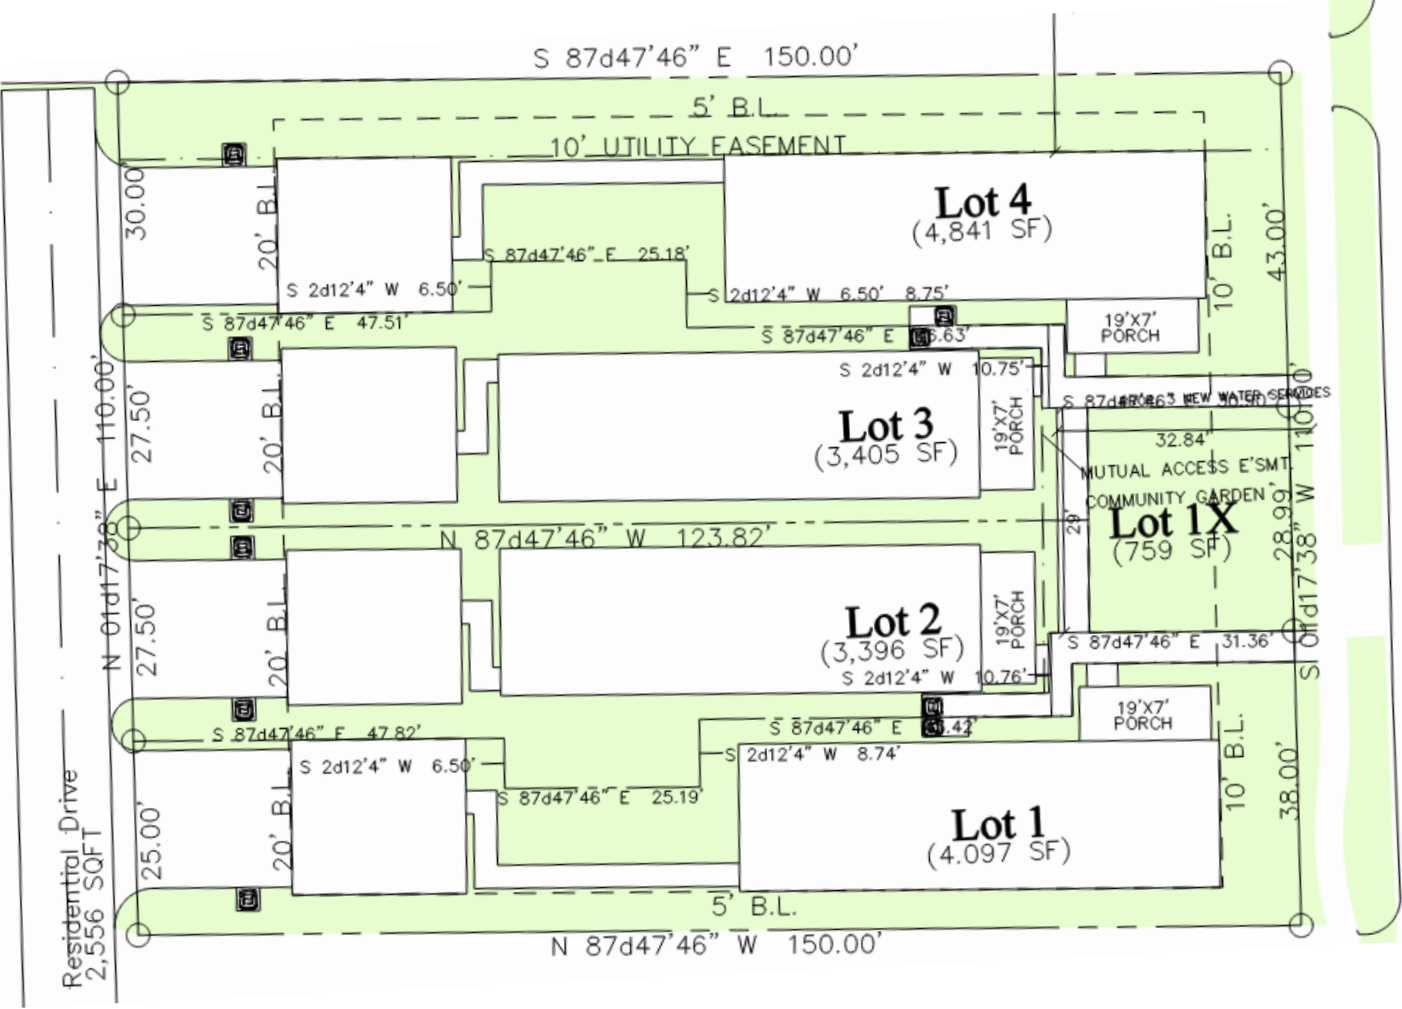 S 87d47'46” E 150.00'
5' B.L.
10' UTILITY EASEMENT
30.00'
20' B.L.
Lot 4
(4,841 SF)
10' B.L.
43.00'
S 87d47'46” E 25.18'
S 2d12'4” W 6.50'
S 2d12'4” W 6.50' 8.75'
S 87d47'46” E 47.51'
S 87d47'46” E
19'X7'
PORCH
S 2d12'4” W 10.75'
N 01d17'38” E 110.00'
27.50'
20' B.L.
Lot 3
(3,405 SF)
19'X7'
PORCH
3 NEW WATER SERVICES
32.84'
MUTUAL ACCESS E'SMT.
COMMUNITY GARDEN
29'
Lot 1X
(759 SF)
28.99'
S 01d17'38” W 110.00'
N 87d47'46” W 123.82'
27.50'
20' B.L.
Lot 2
(3,396 SF)
19'X7'
PORCH
S 87d47'46” E 31.36'
S 2d12'4” W 10.76'
19'X7'
PORCH
S 87d47'46” E 47.82'
S 87d47'46” E
S 2d12'4” W 6.50'
S 2d12'4” W 8.74'
S 87d47'46” E 25.19'
25.00'
20' B.L.
Lot 1
(4.097 SF)
10' B.L.
38.00'
Residential Drive
2,556 SQFT
5' B.L.
N 87d47'46” W 150.00'